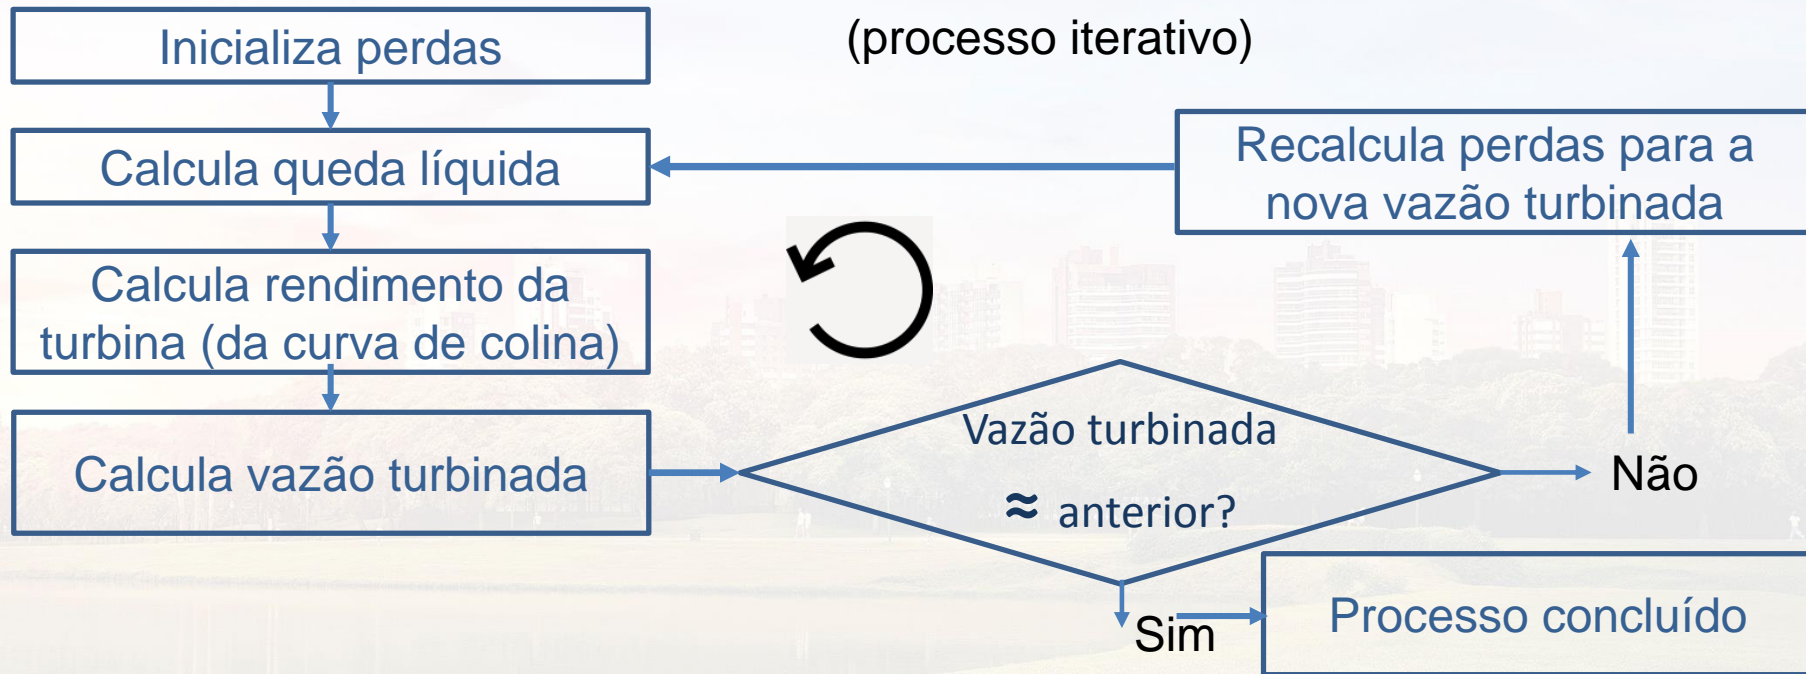 Inicializa perdas
(processo iterativo)
Calcula queda líquida
Recalcula perdas para a
nova vazão turbinada
Calcula rendimento da
turbina (da curva de colina)
Calcula vazão turbinada
Vazão turbinada
≈ anterior?
Não
Sim
Processo concluído